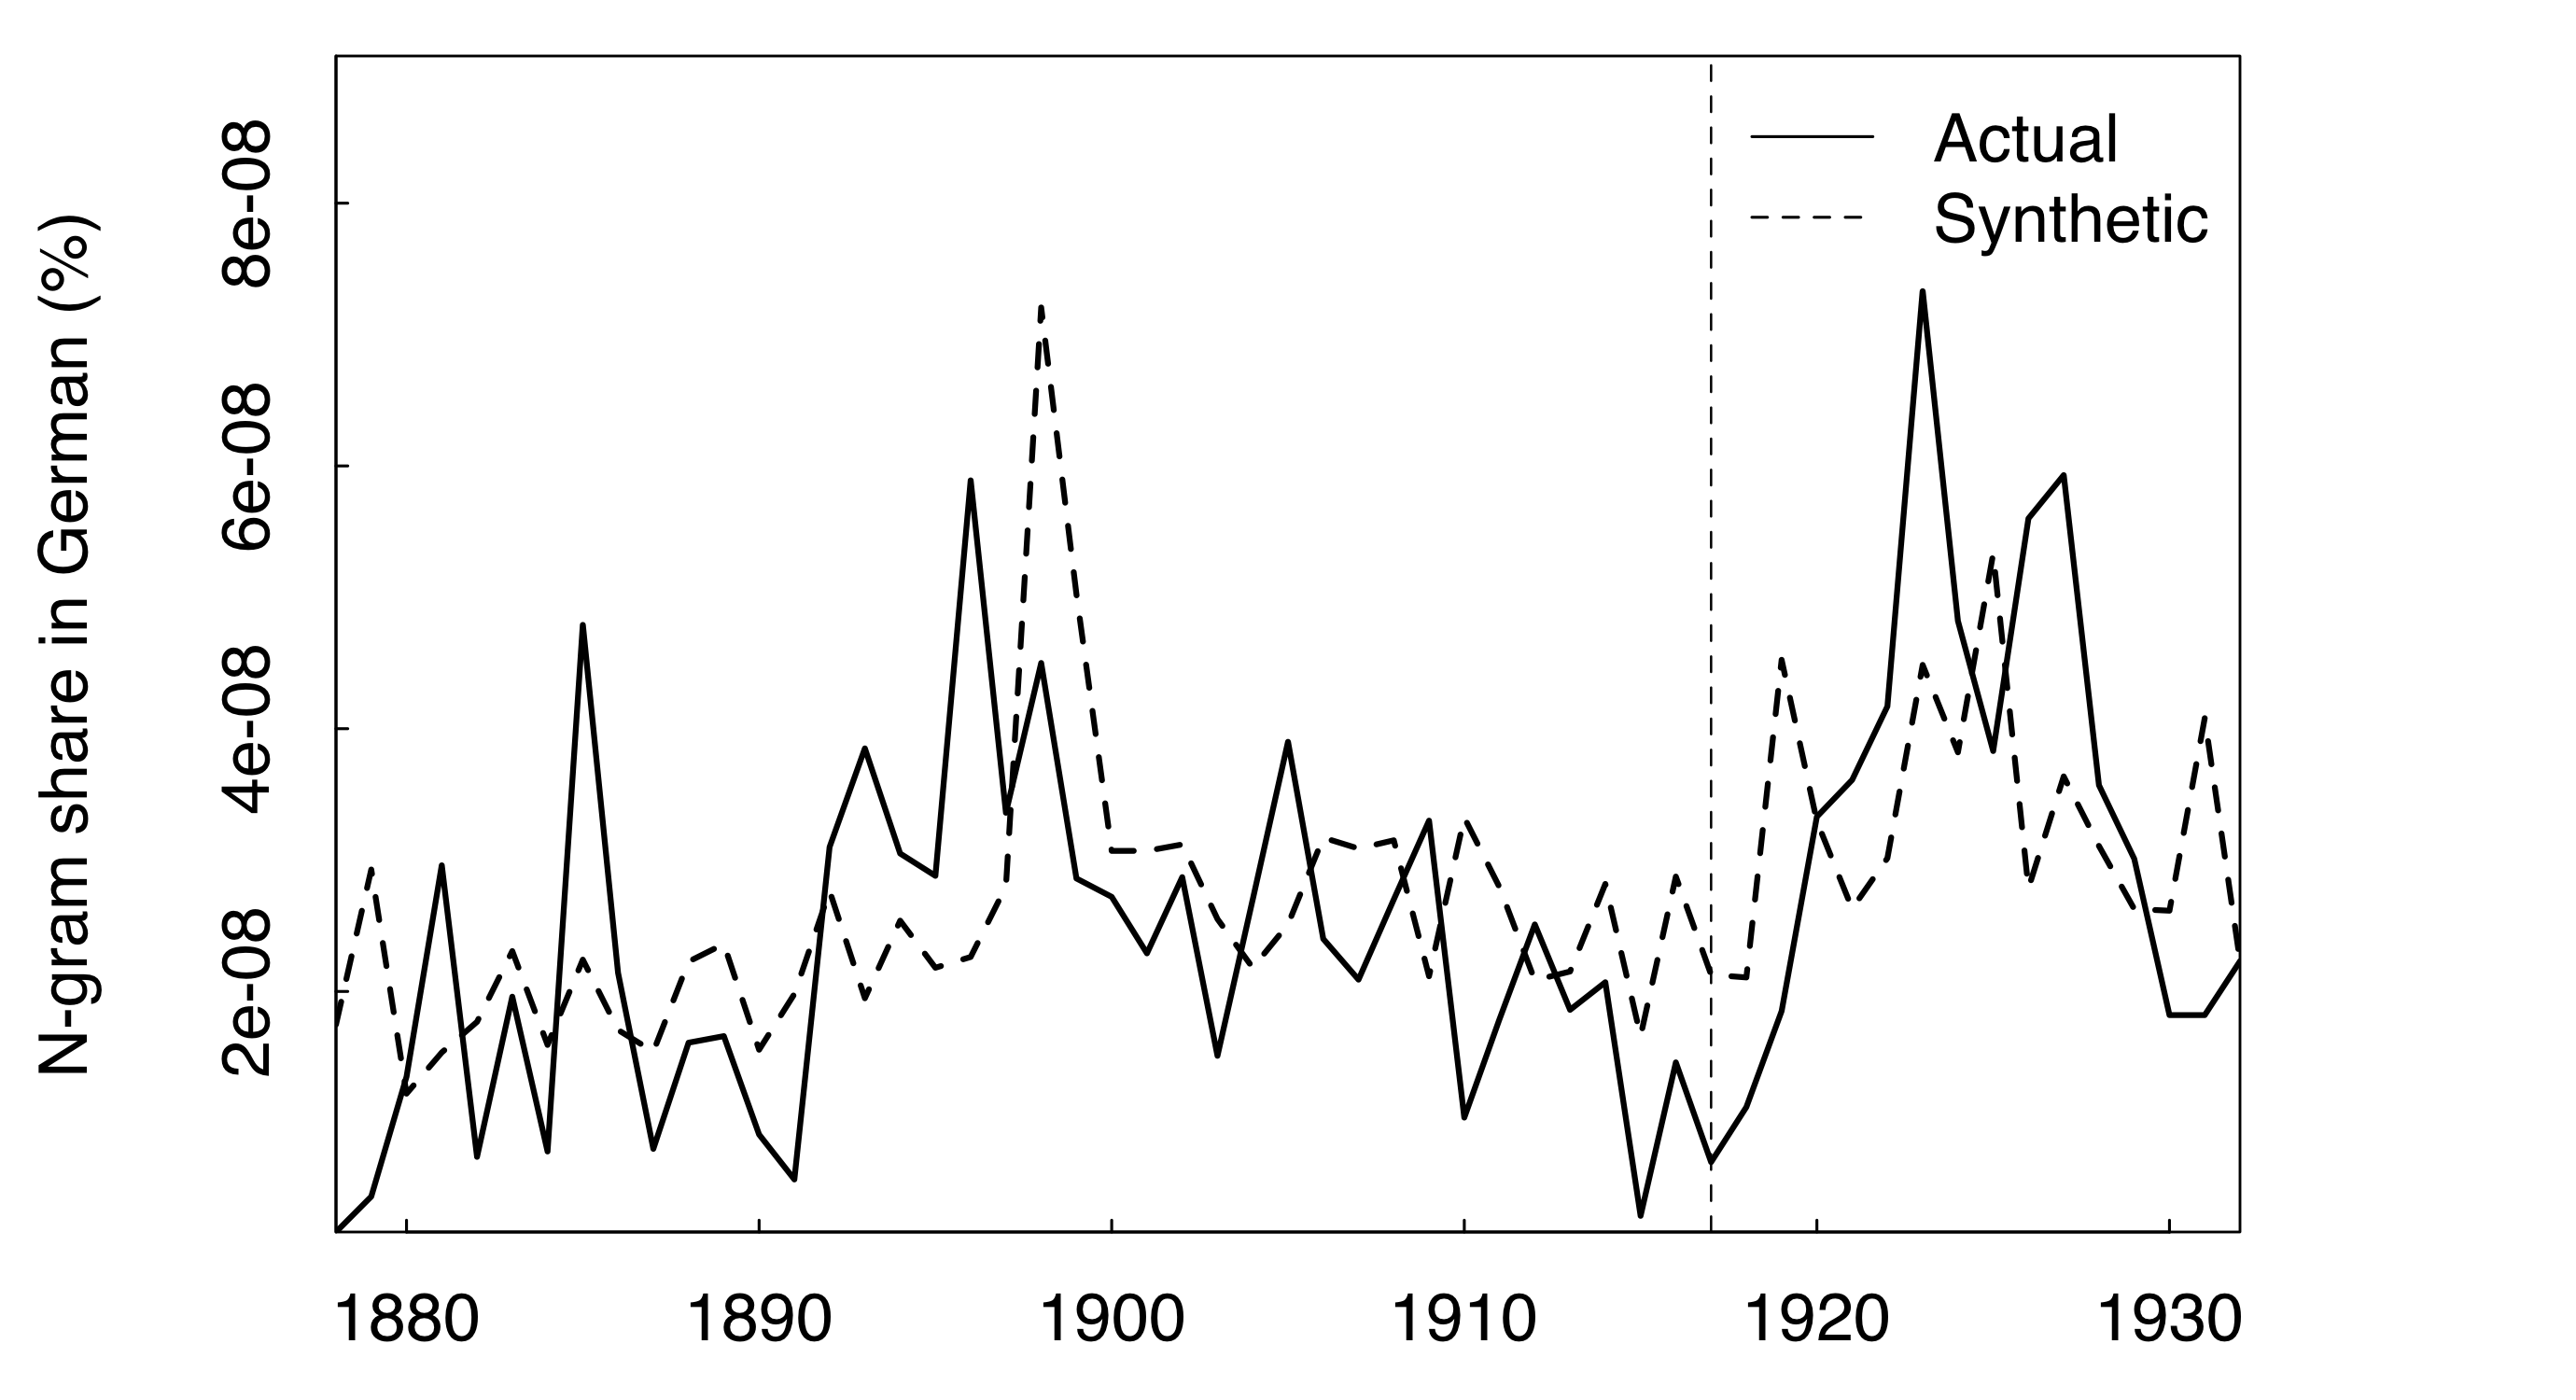 N-gram share in German (%)
8e-08
6e-08
4e-08
2e-08
Actual
Synthetic
1880 1890 1900 1910 1920 1930